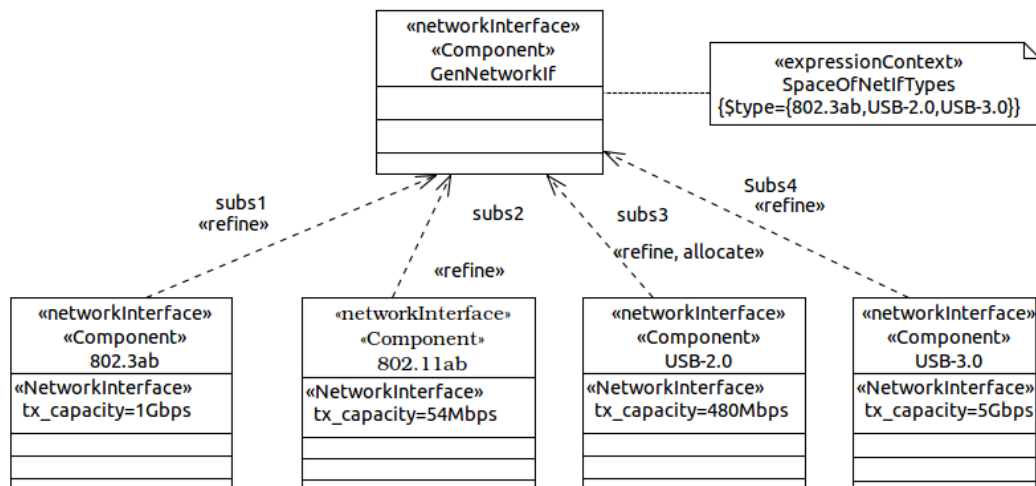 «networkInterface»
«Component»
GenNetworkIf
«expressionContext»
SpaceOfNetIfTypes
{$type={802.3ab,USB-2.0,USB-3.0}}
subs1
«refine»
subs2
«refine»
subs3
«refine, allocate»
Subs4
«refine»
«networkInterface»
«Component»
802.3ab
«NetworkInterface»
tx_capacity=1Gbps
«networkInterface»
«Component»
802.11ab
«NetworkInterface»
tx_capacity=54Mbps
«networkInterface»
«Component»
USB-2.0
«NetworkInterface»
tx_capacity=480Mbps
«networkInterface»
«Component»
USB-3.0
«NetworkInterface»
tx_capacity=5Gbps